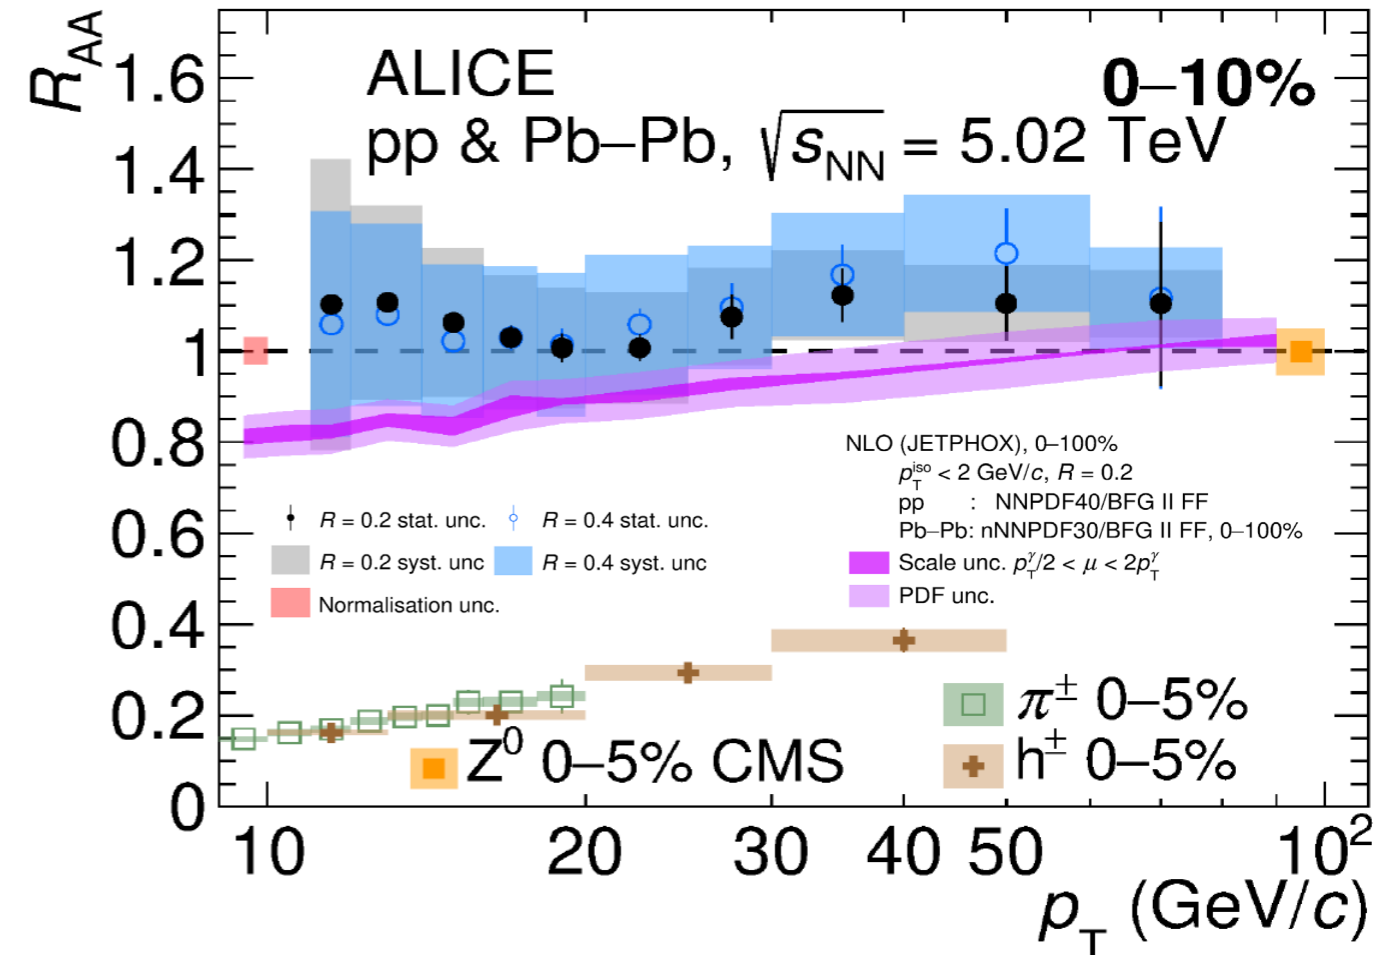 R_AA
1.6
1.4
1.2
1
0.8
0.6
0.4
0.2
0
ALICE
0–10%
pp & Pb–Pb, √s_NN = 5.02 TeV
NLO (JETPHOX), 0–100%
p_T^iso < 2 GeV/c, R = 0.2
pp : NNPDF40/BFG II FF
Pb–Pb: nNNPDF30/BFG II FF, 0–100%
Scale unc. p_T^γ/2 < μ < 2p_T^γ
PDF unc.
R = 0.2 stat. unc. R = 0.4 stat. unc.
R = 0.2 syst. unc R = 0.4 syst. unc
Normalisation unc.
π± 0–5%
Z⁰ 0–5% CMS
h± 0–5%
10 20 30 40 50 10²
p_T (GeV/c)